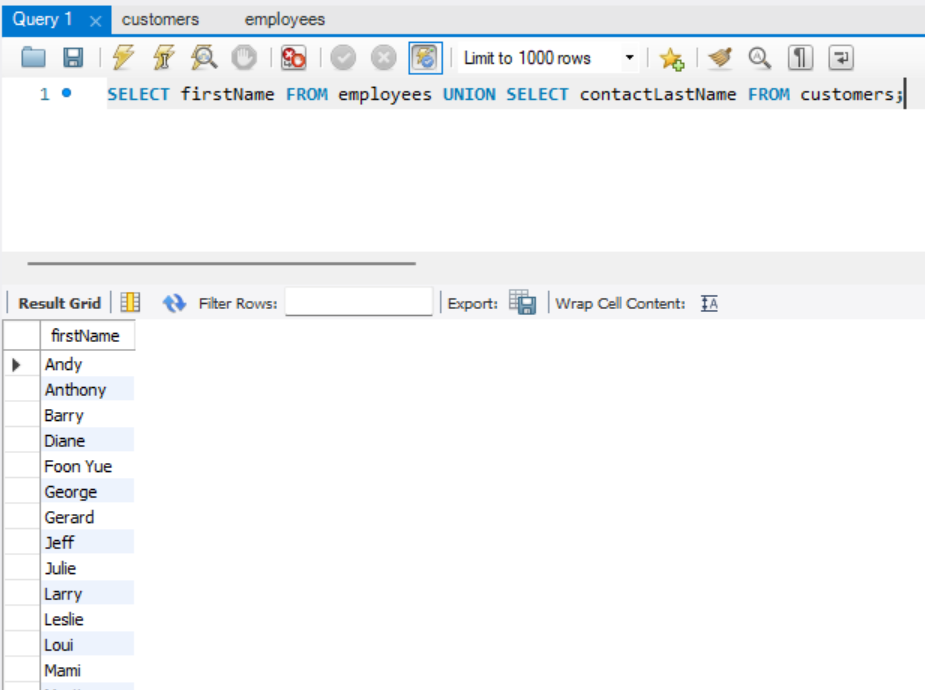 Query 1 customers employees
Limit to 1000 rows
1 SELECT firstName FROM employees UNION SELECT contactLastName FROM customers;
Result Grid Filter Rows: Export: Wrap Cell Content:
firstName
Andy
Anthony
Barry
Diane
Foon Yue
George
Gerard
Jeff
Julie
Larry
Leslie
Loui
Mami